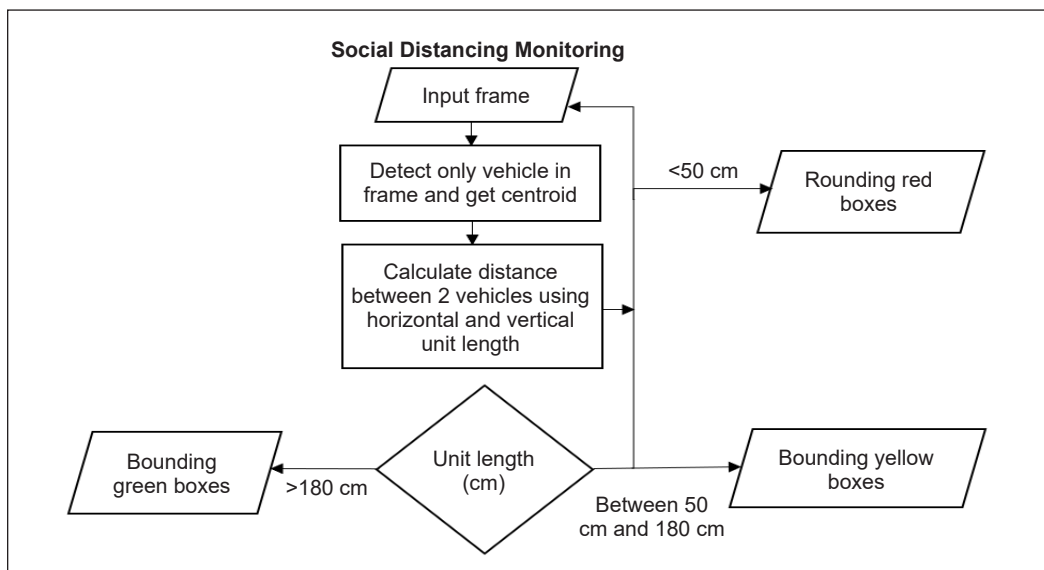 Social Distancing Monitoring
Input frame
Detect only vehicle in
frame and get centroid
<50 cm
Rounding red
boxes
Calculate distance
between 2 vehicles using
horizontal and vertical
unit length
Bounding
green boxes
>180 cm
Unit length
(cm)
Between 50
cm and 180 cm
Bounding yellow
boxes